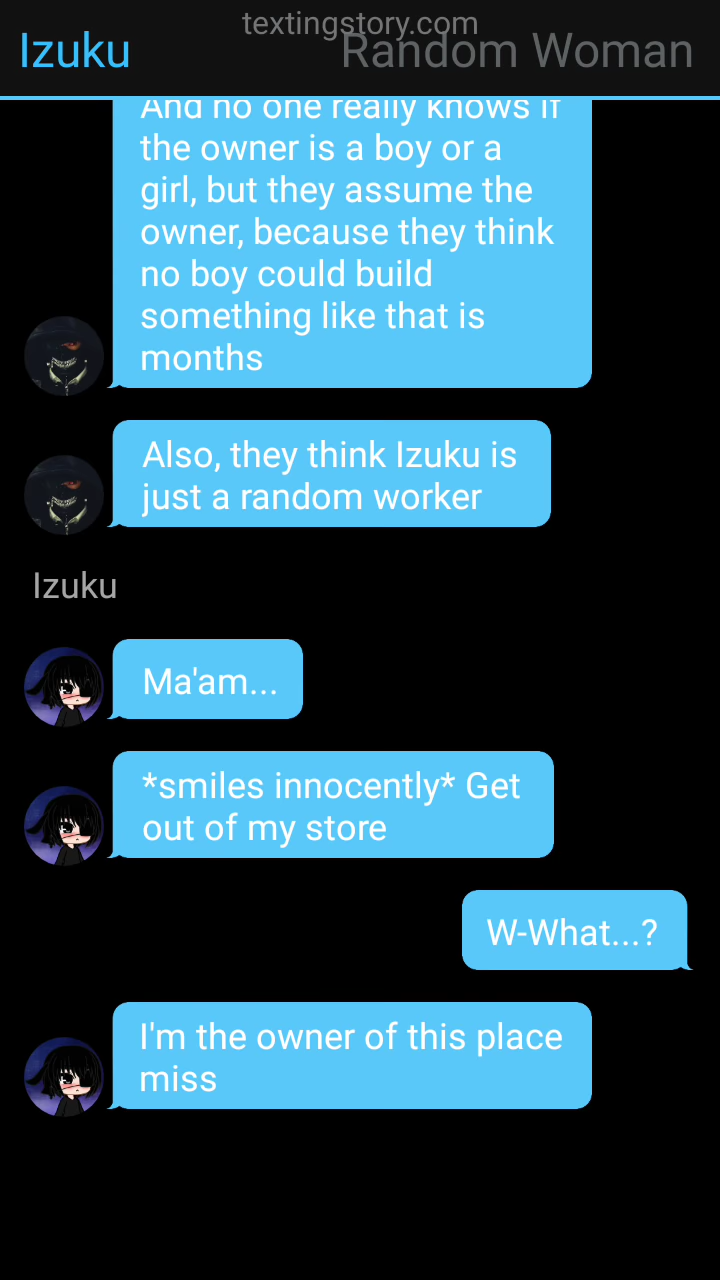 textingstory.com
Izuku
Random Woman
And no one really knows if
the owner is a boy or a
girl, but they assume the
owner, because they think
no boy could build
something like that is
months
Also, they think Izuku is
just a random worker
Izuku
Ma'am...
*smiles innocently* Get
out of my store
W-What...?
I'm the owner of this place
miss